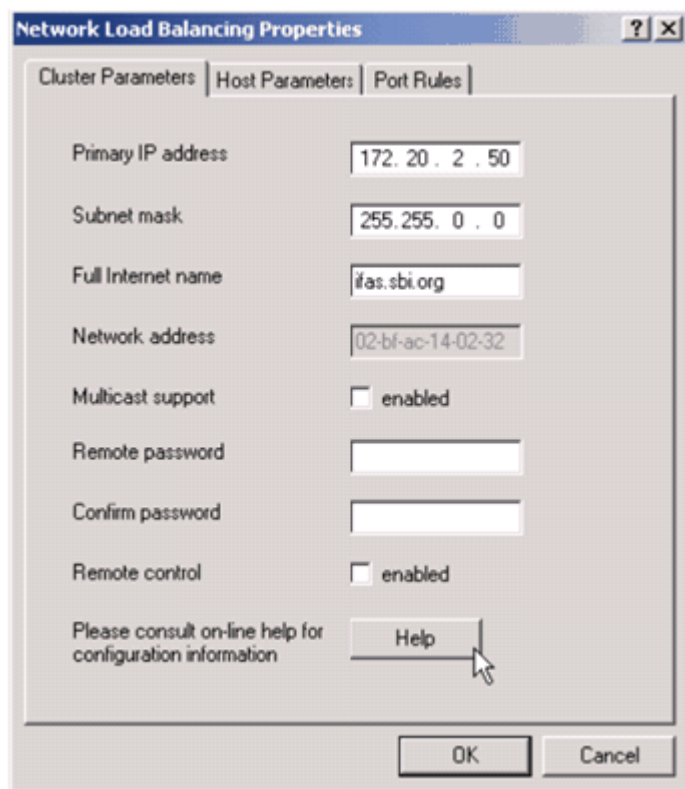 Network Load Balancing Properties
Cluster Parameters Host Parameters Port Rules
Primary IP address 172. 20 . 2 . 50
Subnet mask 255.255. 0 . 0
Full Internet name ifas.sbi.org
Network address 02-bf-ac-14-02-32
Multicast support enabled
Remote password
Confirm password
Remote control enabled
Please consult on-line help for
configuration information Help
OK Cancel